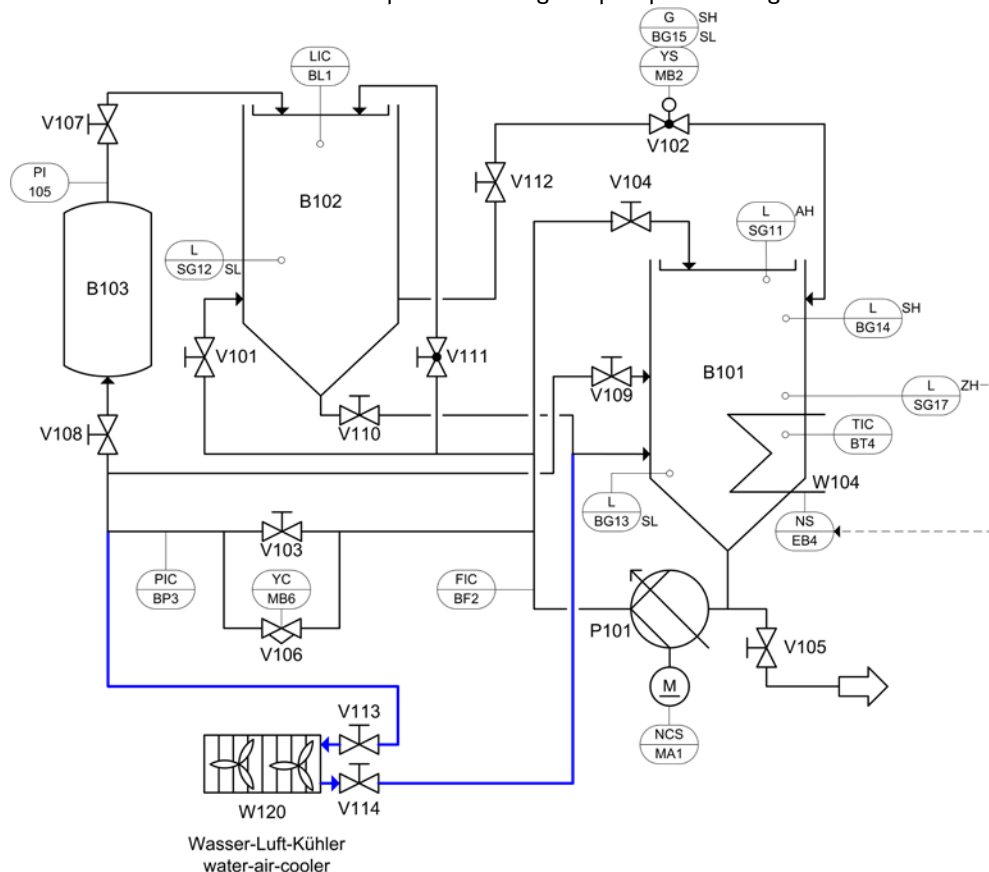 G SH
BG15 SL
YS
MB2
LIC
BL1
V107
V102
PI
105
V112
V104
B102
L AH
SG11
L
SG12 SL
B103
L SH
BG14
V101
V111
V109
B101
L ZH
SG17
V108
V110
TIC
BT4
W104
L
BG13 SL
NS
EB4
V103
PIC
BP3
YC
MB6
FIC
BF2
P101
V106
V105
M
V113
NCS
MA1
V114
W120
Wasser-Luft-Kühler
water-air-cooler